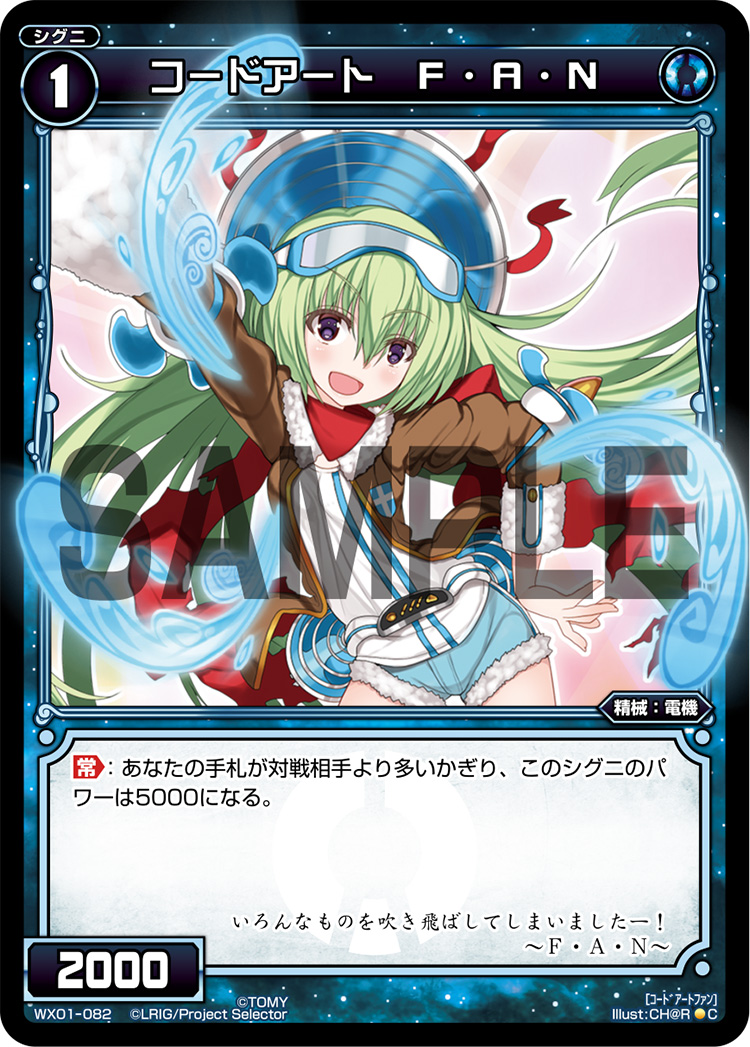 シグニ
1
コードアート F・A・N
SAMPLE
精械：電機
常：あなたの手札が対戦相手より多いかぎり、このシグニのパ
ワーは5000になる。
いろんなものを吹き飛ばしてしまいましたー！
～F・A・N～
2000
©TOMY
[コードアートファン]
WX01-082 ©LRIG/Project Selector
Illust:CH@R C